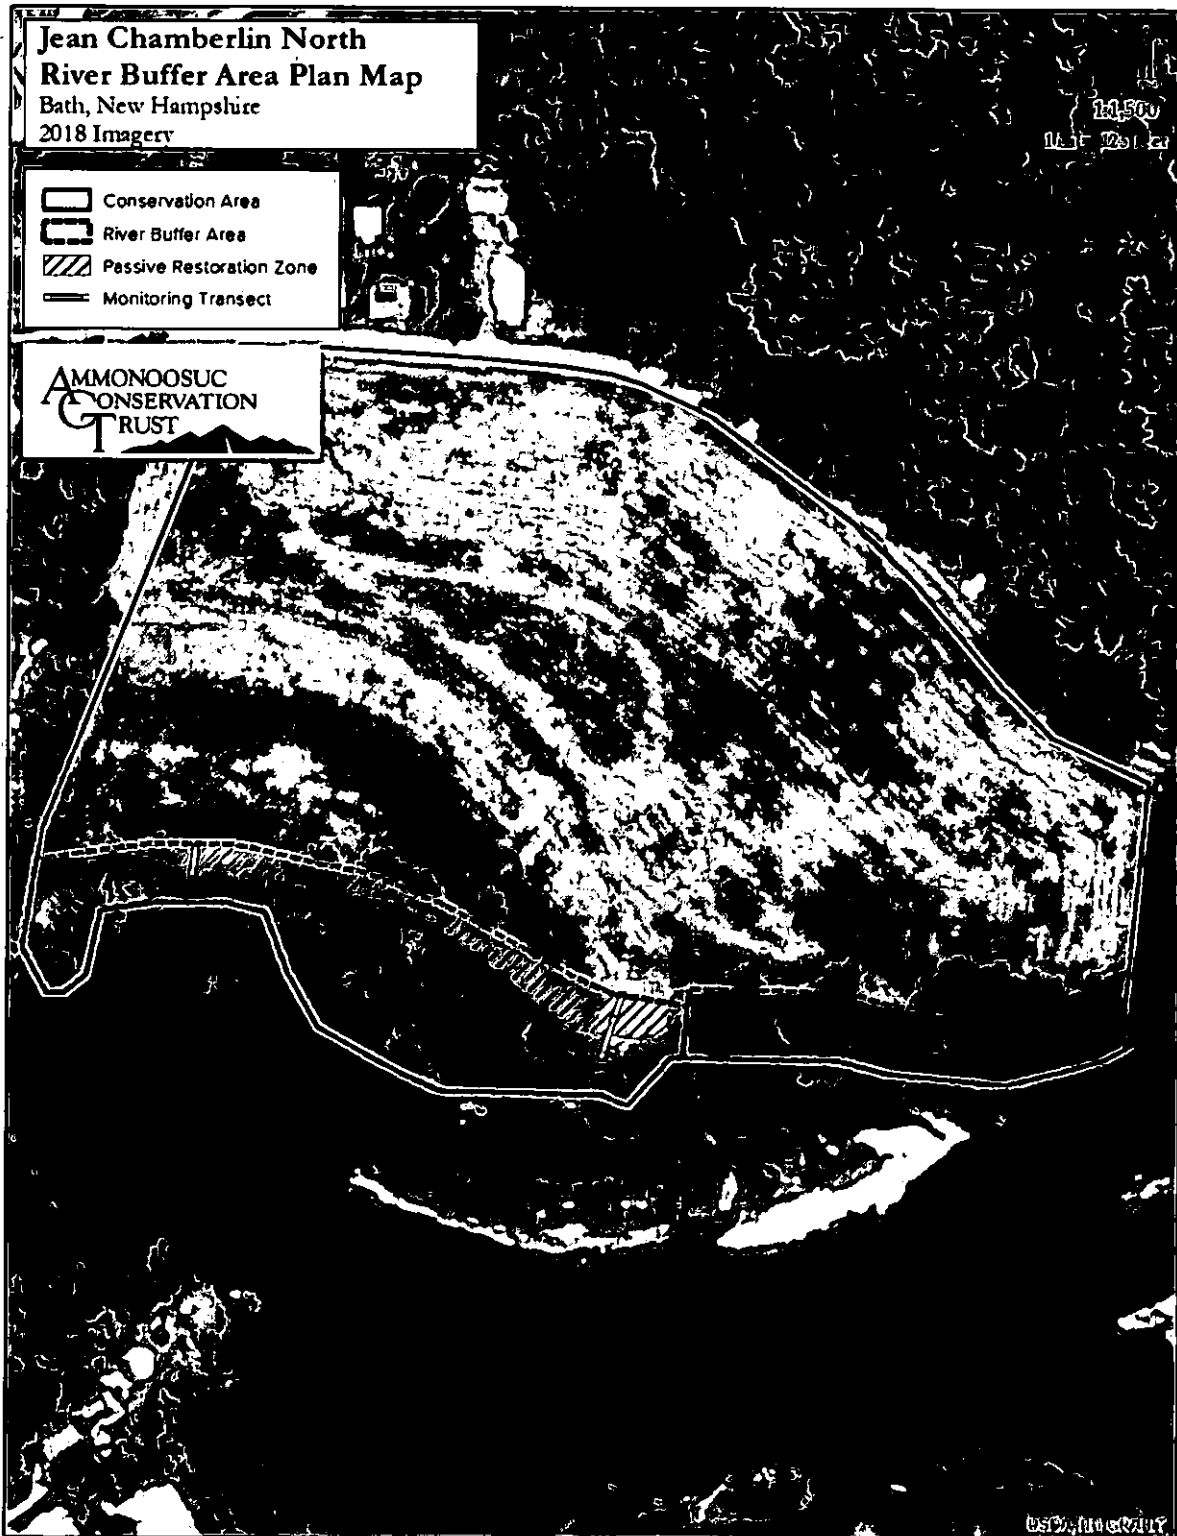 Jean Chamberlin North
River Buffer Area Plan Map
Bath, New Hampshire
2018 Imagery
1:1,500
Conservation Area
River Buffer Area
Passive Restoration Zone
Monitoring Transect
AMMONOOSUC
CONSERVATION
TRUST